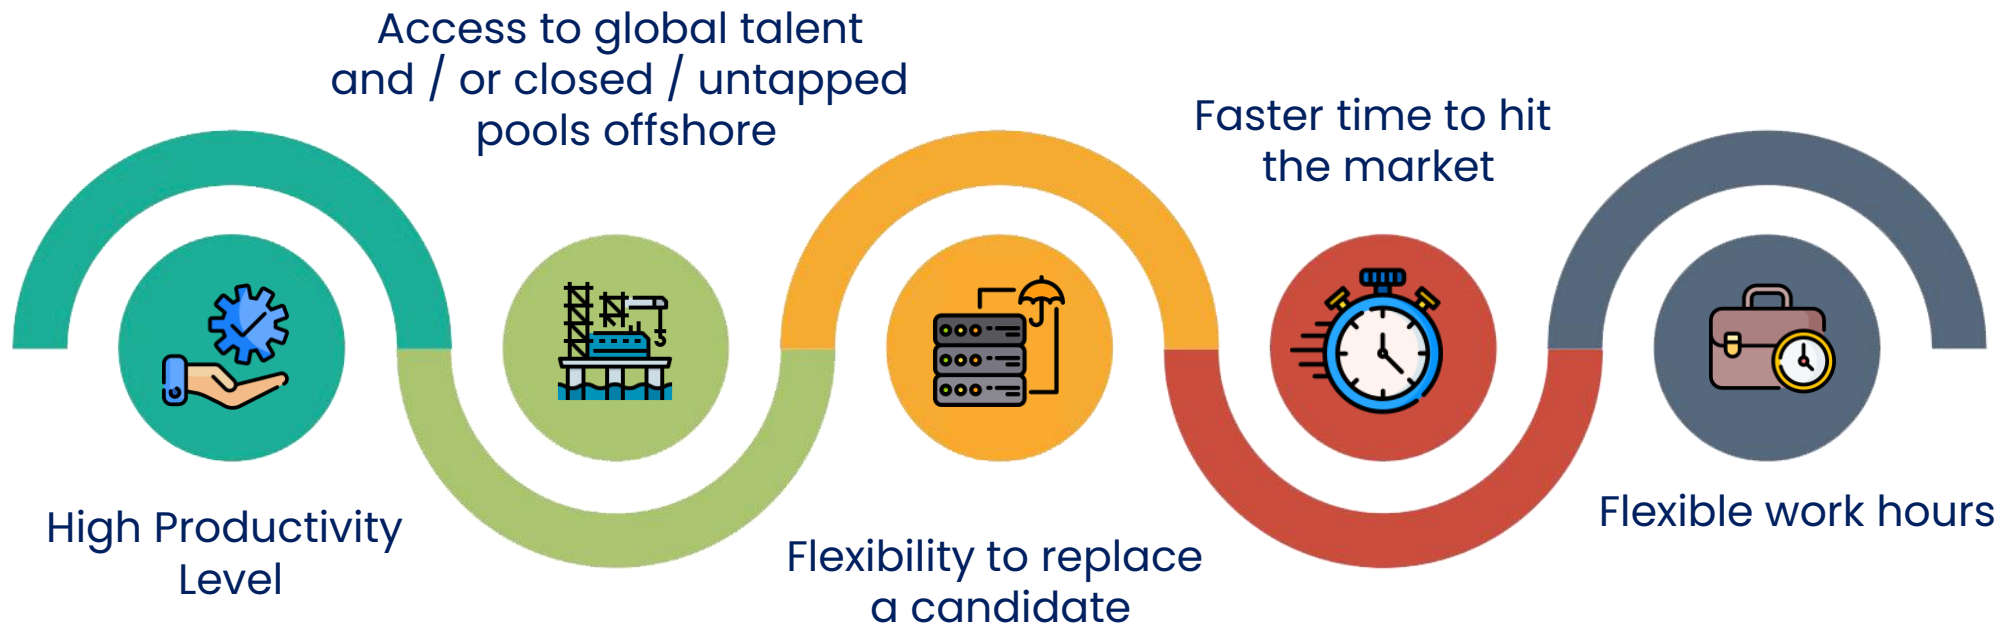 Access to global talent
and / or closed / untapped
pools offshore
Faster time to hit
the market
High Productivity
Level
Flexibility to replace
a candidate
Flexible work hours